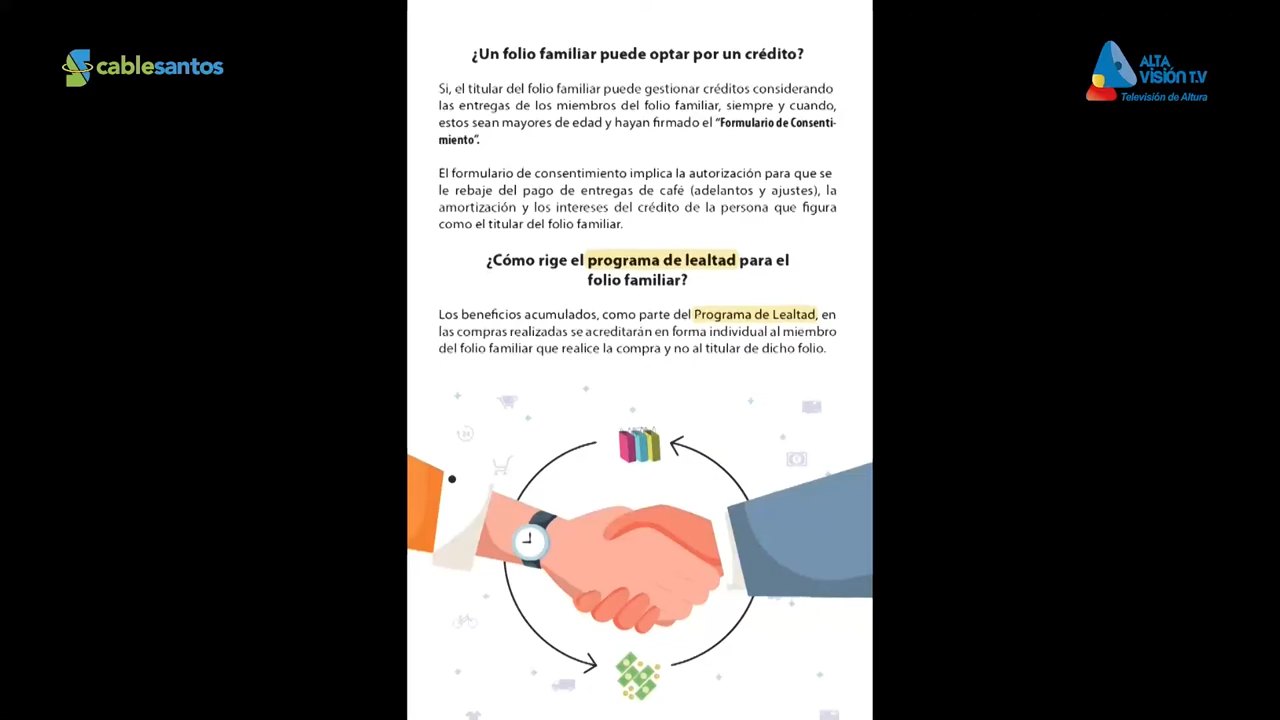 cablesantos
ALTA
VISIÓN T.V
Televisión de Altura
¿Un folio familiar puede optar por un crédito?
Si, el titular del folio familiar puede gestionar créditos considerando
las entregas de los miembros del folio familiar, siempre y cuando,
estos sean mayores de edad y hayan firmado el “Formulario de Consenti-
miento”.
El formulario de consentimiento implica la autorización para que se
le rebaje del pago de entregas de café (adelantos y ajustes), la
amortización y los intereses del crédito de la persona que figura
como el titular del folio familiar.
¿Cómo rige el programa de lealtad para el
folio familiar?
Los beneficios acumulados, como parte del Programa de Lealtad, en
las compras realizadas se acreditarán en forma individual al miembro
del folio familiar que realice la compra y no al titular de dicho folio.